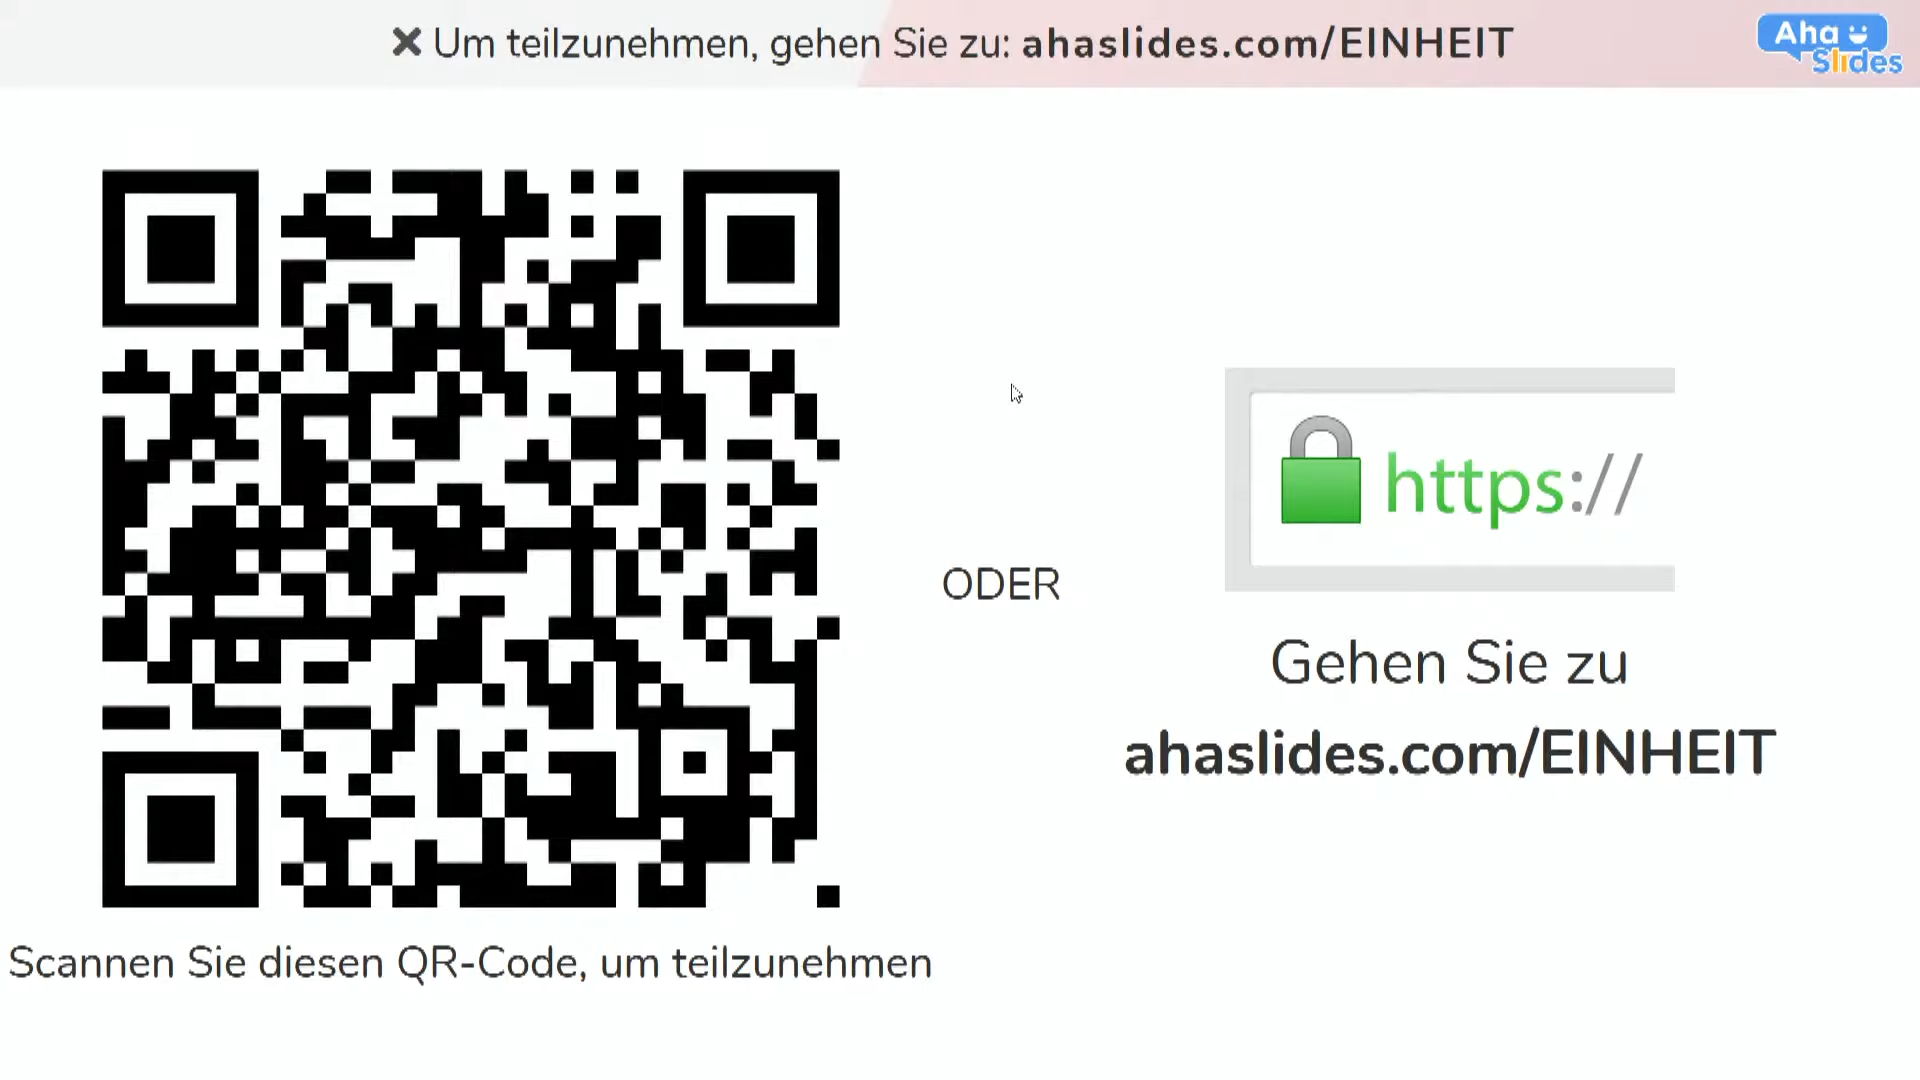 Um teilzunehmen, gehen Sie zu: ahaslides.com/EINHEIT
Aha
Slides
https://
ODER
Gehen Sie zu
ahaslides.com/EINHEIT
Scannen Sie diesen QR-Code, um teilzunehmen